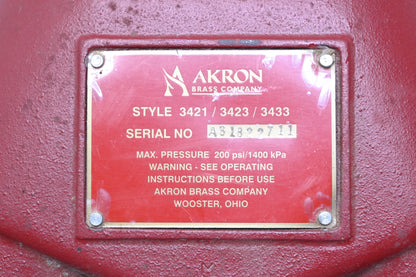 AKRON
BRASS COMPANY
STYLE 3421 / 3423 / 3433
SERIAL NO
MAX. PRESSURE 200 psi/1400 kPa
WARNING - SEE OPERATING
INSTRUCTIONS BEFORE USE
AKRON BRASS COMPANY
WOOSTER, OHIO